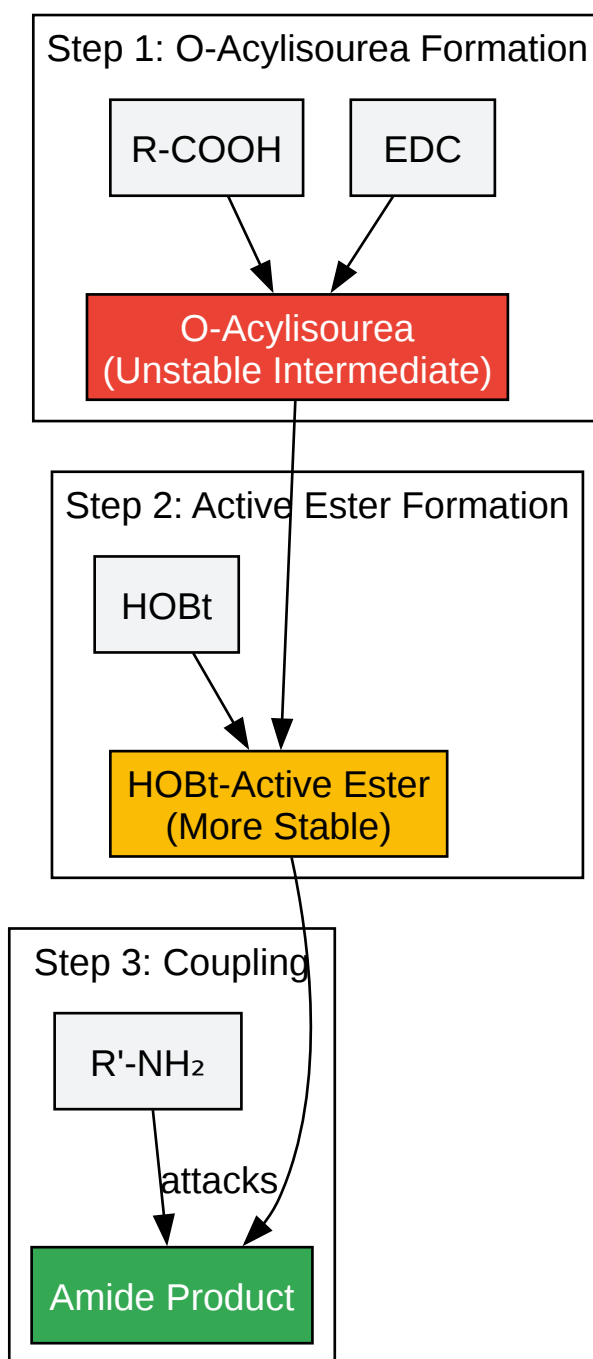 Step 1: O-Acylisourea Formation
R-COOH
EDC
O-Acylisourea
(Unstable Intermediate)
Step 2: Active Ester Formation
HOBt
HOBt-Active Ester
(More Stable)
Step 3: Coupling
R'-NH₂
attacks
Amide Product